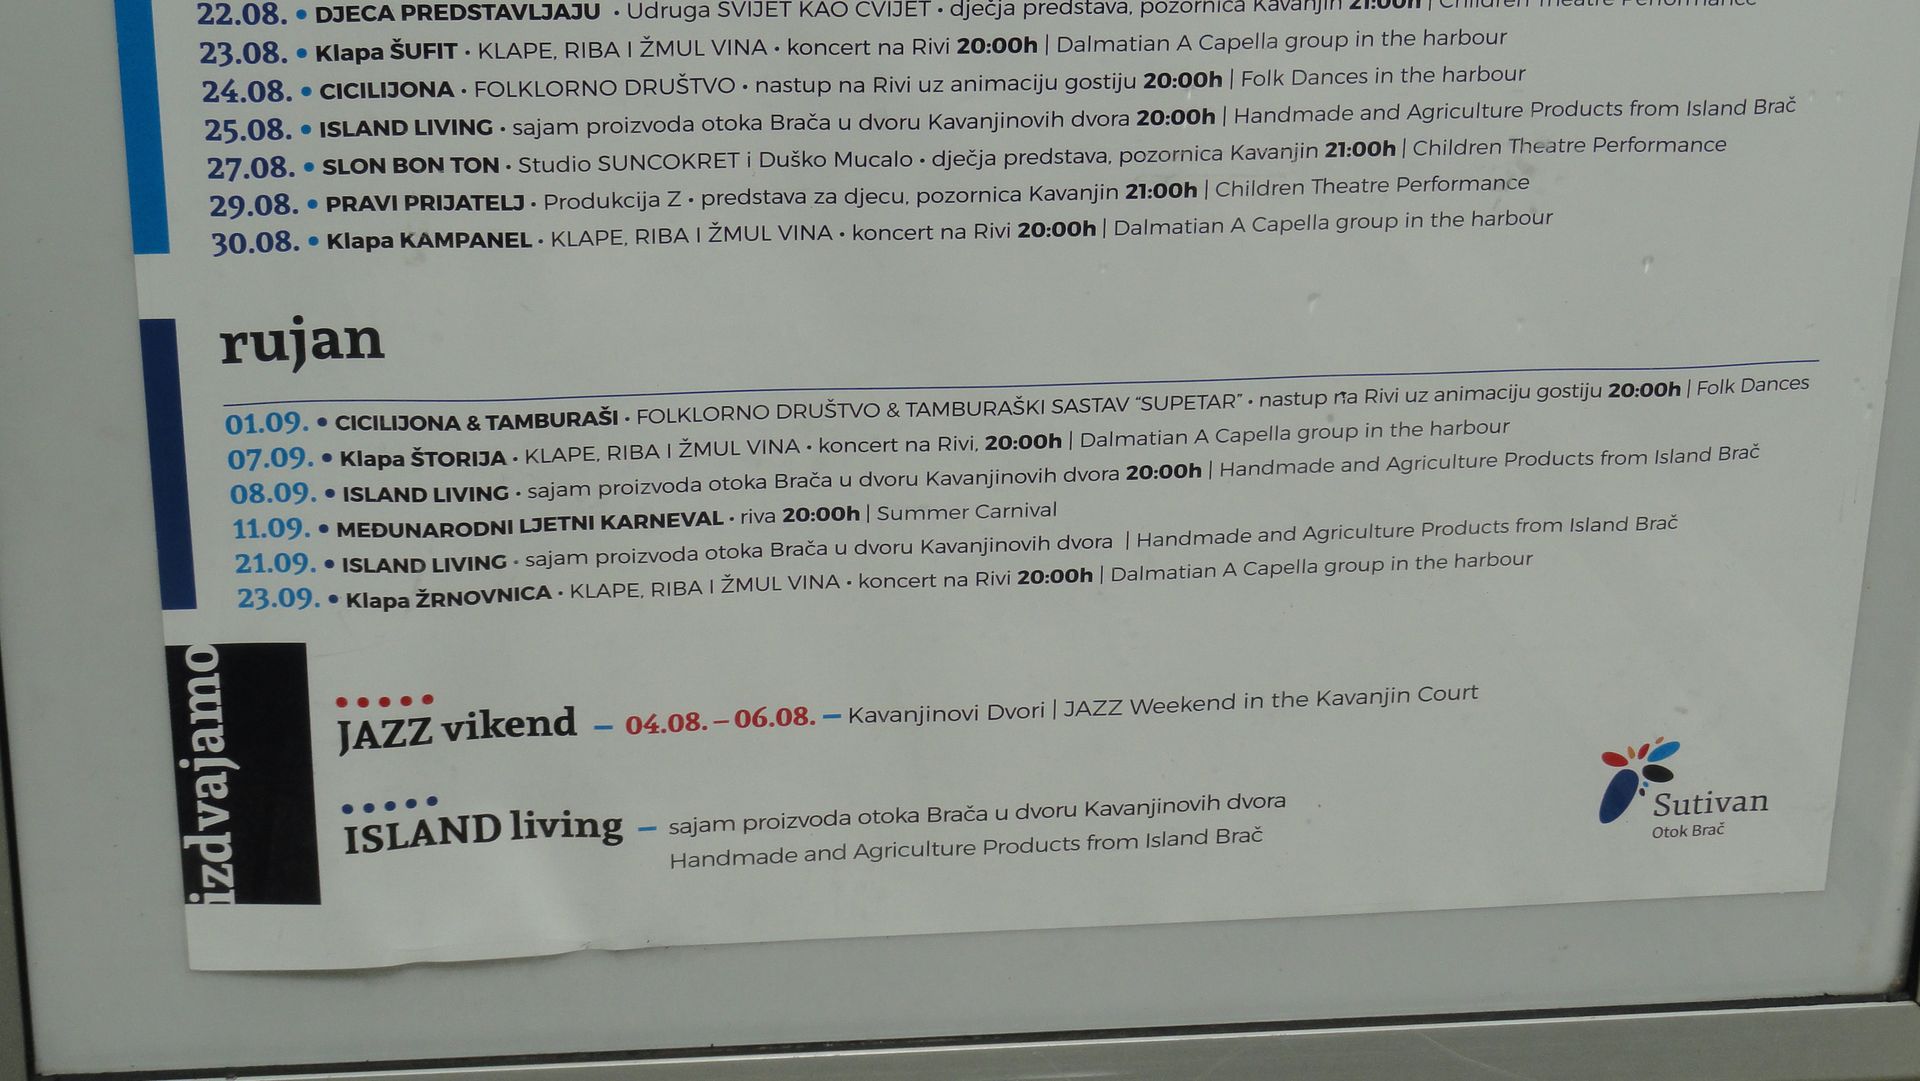 22.08. • DJECA PREDSTAVLJAJU • Udruga SVIJET KAO CVIJET • dječja predstava, pozornica Kavanjin 21:00h | Children Theatre Performance
23.08. • Klapa ŠUFIT • KLAPE, RIBA I ŽMUL VINA • koncert na Rivi 20:00h | Dalmatian A Capella group in the harbour
24.08. • CICILIJONA • FOLKLORNO DRUŠTVO • nastup na Rivi uz animaciju gostiju 20:00h | Folk Dances in the harbour
25.08. • ISLAND LIVING • sajam proizvoda otoka Brača u dvoru Kavanjinovih dvora 20:00h | Handmade and Agriculture Products from Island Brač
27.08. • SLON BON TON • Studio SUNCOKRET i Duško Mucalo • dječja predstava, pozornica Kavanjin 21:00h | Children Theatre Performance
29.08. • PRAVI PRIJATELJ • Produkcija Z • predstava za djecu, pozornica Kavanjin 21:00h | Children Theatre Performance
30.08. • Klapa KAMPANEL • KLAPE, RIBA I ŽMUL VINA • koncert na Rivi 20:00h | Dalmatian A Capella group in the harbour
rujan
01.09. • CICILIJONA & TAMBURAŠI • FOLKLORNO DRUŠTVO & TAMBURAŠKI SASTAV “SUPETAR” • nastup na Rivi uz animaciju gostiju 20:00h | Folk Dances
07.09. • Klapa ŠTORIJA • KLAPE, RIBA I ŽMUL VINA • koncert na Rivi, 20:00h | Dalmatian A Capella group in the harbour
08.09. • ISLAND LIVING • sajam proizvoda otoka Brača u dvoru Kavanjinovih dvora 20:00h | Handmade and Agriculture Products from Island Brač
11.09. • MEĐUNARODNI LJETNI KARNEVAL • riva 20:00h | Summer Carnival
21.09. • ISLAND LIVING • sajam proizvoda otoka Brača u dvoru Kavanjinovih dvora | Handmade and Agriculture Products from Island Brač
23.09. • Klapa ŽRNOVNICA • KLAPE, RIBA I ŽMUL VINA • koncert na Rivi 20:00h | Dalmatian A Capella group in the harbour
izdvajamo
JAZZ vikend – 04.08. – 06.08. – Kavanjinovi Dvori | JAZZ Weekend in the Kavanjin Court
ISLAND living – sajam proizvoda otoka Brača u dvoru Kavanjinovih dvora
Handmade and Agriculture Products from Island Brač
Sutivan
Otok Brač